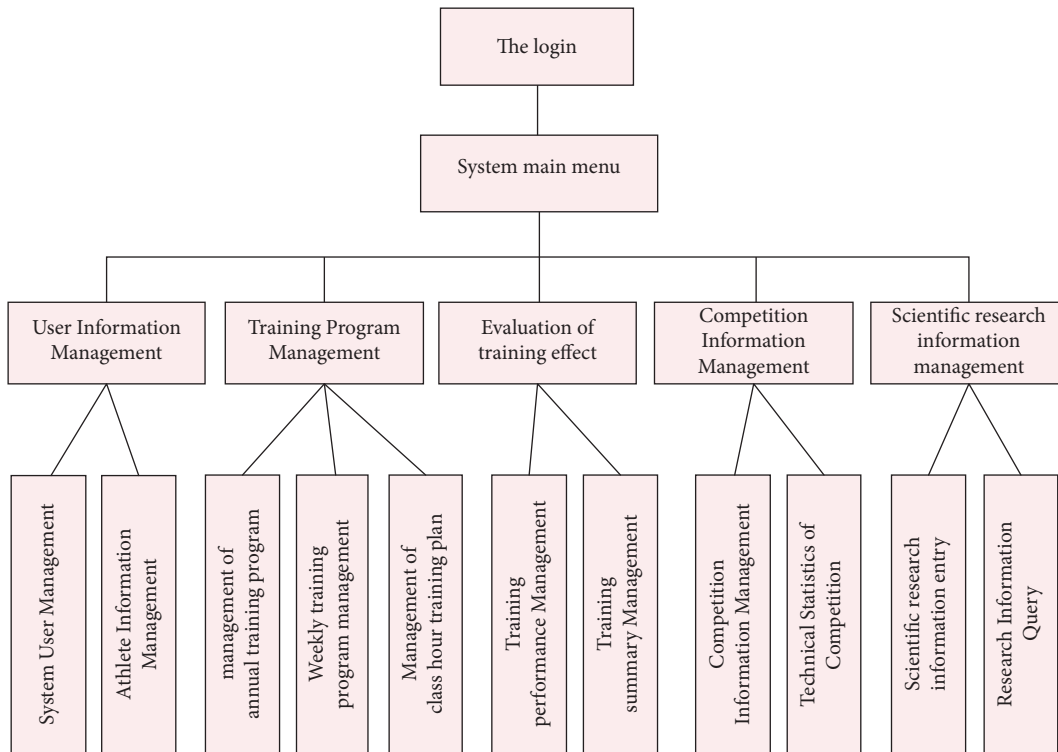 The login
System main menu
User Information
Management
Training Program
Management
Evaluation of
training effect
Competition
Information
Management
Scientific research
information
management
System User Management
Athlete Information
Management
management of
annual training program
Weekly training
program management
Management of
class hour training plan
Training
performance Management
Training
summary Management
Competition
Information Management
Technical Statistics of
Competition
Scientific research
information entry
Research Information
Query